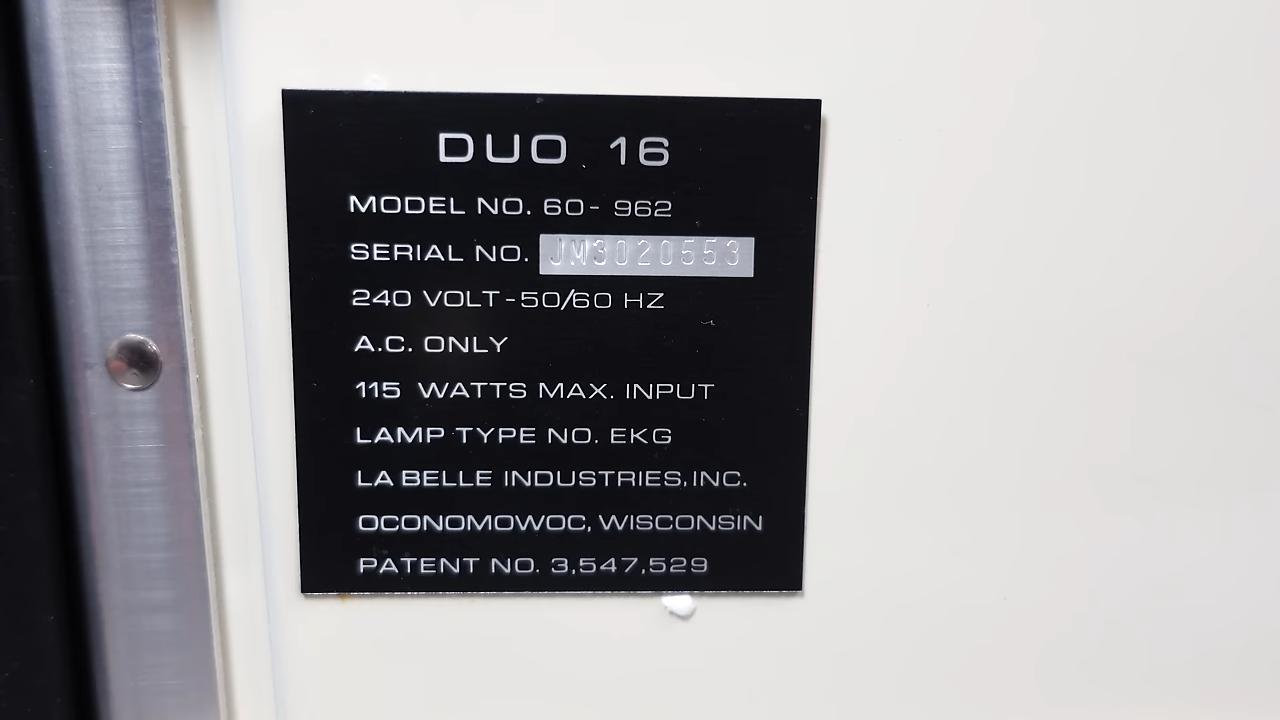 DUO 16
MODEL NO. 60- 962
SERIAL NO. JM3020553
240 VOLT-50/60 HZ
A.C. ONLY
115 WATTS MAX. INPUT
LAMP TYPE NO. EKG
LA BELLE INDUSTRIES, INC.
OCONOMOWOC, WISCONSIN
PATENT NO. 3,547,529